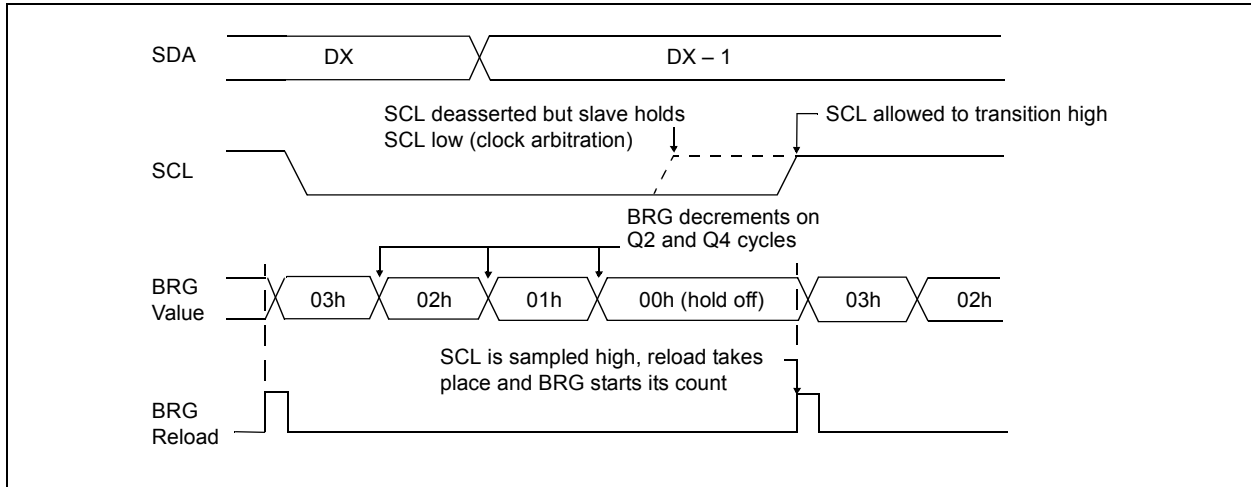 SDA
DX
DX – 1
SCL deasserted but slave holds
SCL low (clock arbitration)
SCL allowed to transition high
SCL
BRG decrements on
Q2 and Q4 cycles
BRG
Value
03h
02h
01h
00h (hold off)
03h
02h
SCL is sampled high, reload takes
place and BRG starts its count
BRG
Reload